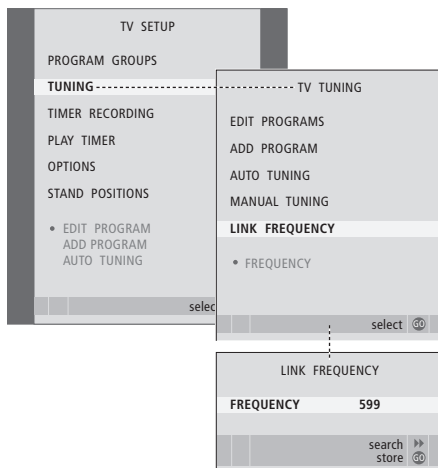 TV SETUP
PROGRAM GROUPS
TUNING
TIMER RECORDING
PLAY TIMER
OPTIONS
STAND POSITIONS
• EDIT PROGRAM
ADD PROGRAM
AUTO TUNING
selec
TV TUNING
EDIT PROGRAMS
ADD PROGRAM
AUTO TUNING
MANUAL TUNING
LINK FREQUENCY
• FREQUENCY
select GO
LINK FREQUENCY
FREQUENCY 599
search
store GO